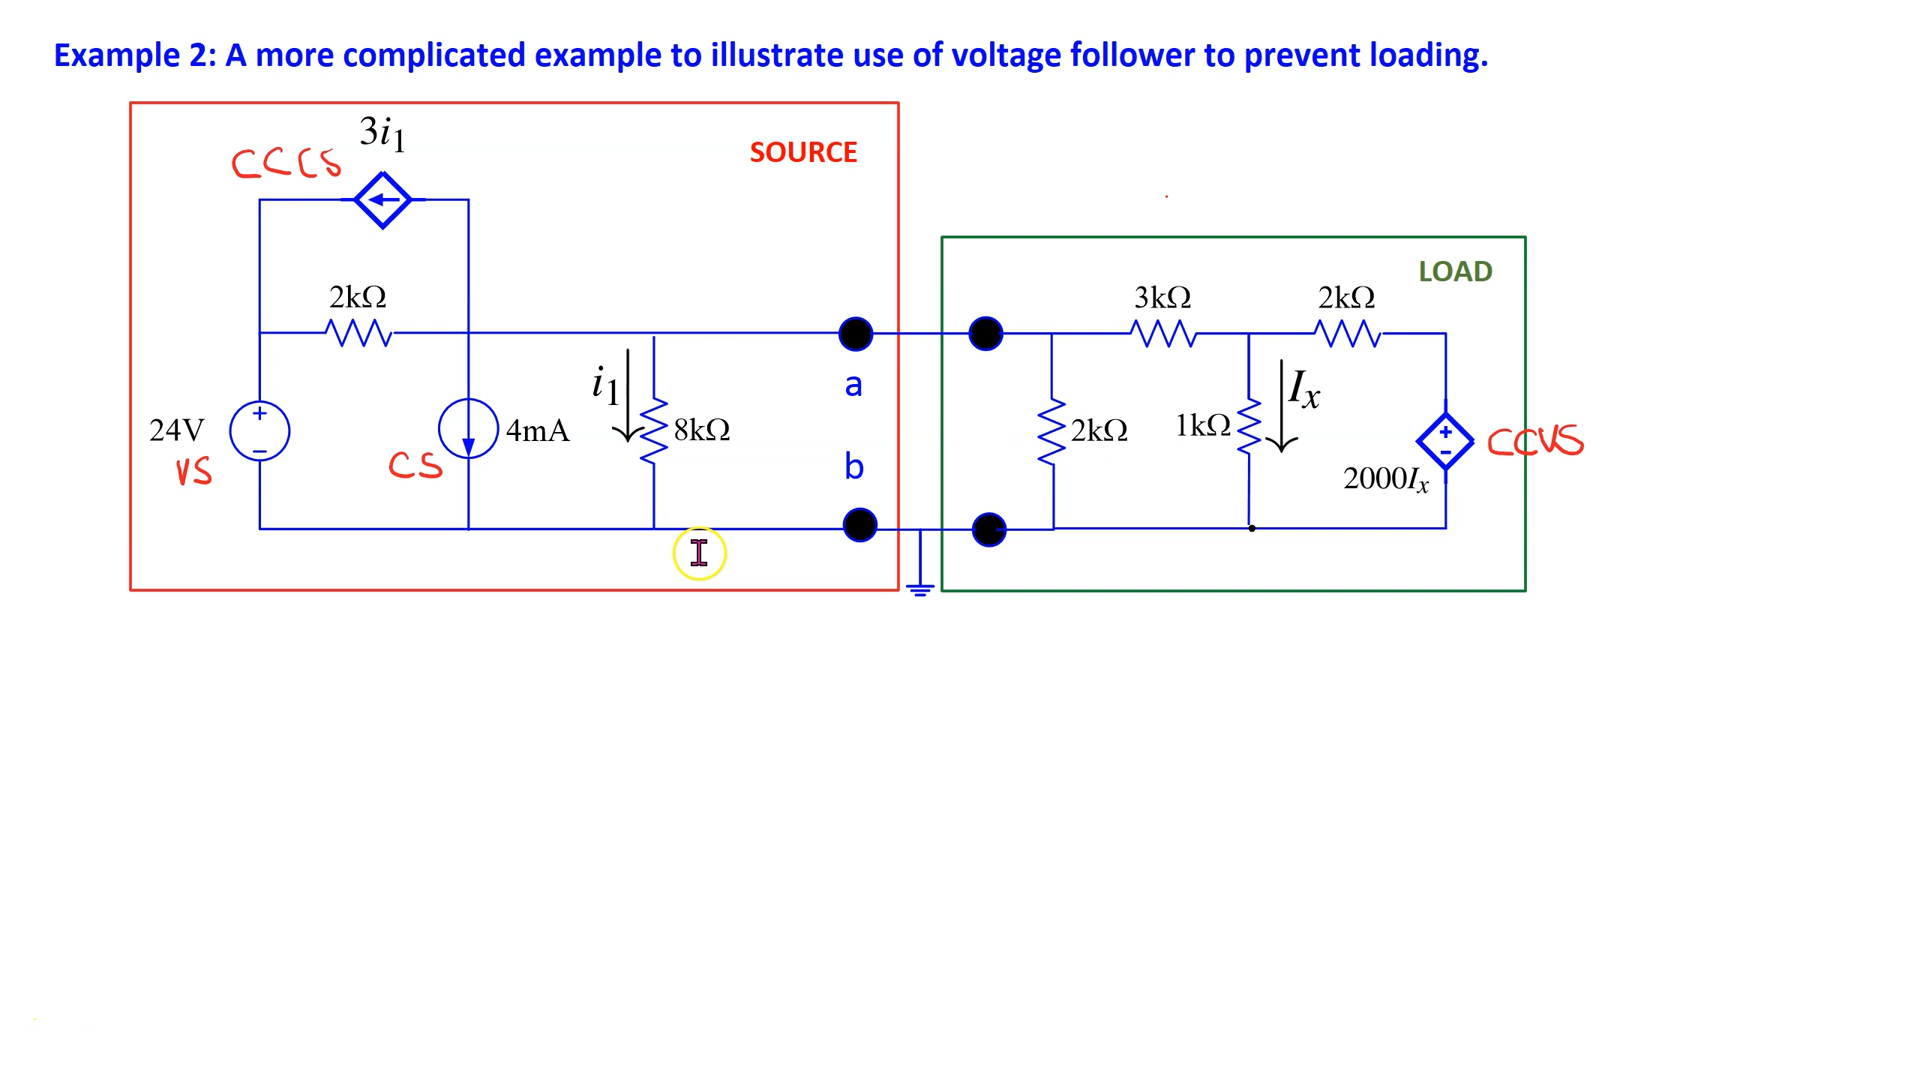 Example 2: A more complicated example to illustrate use of voltage follower to prevent loading.
3i₁
CCCS
SOURCE
LOAD
2kΩ
3kΩ
2kΩ
i₁
a
Iₓ
24V
4mA
8kΩ
2kΩ
1kΩ
+
−
+
-
CCVS
VS
CS
b
2000Iₓ